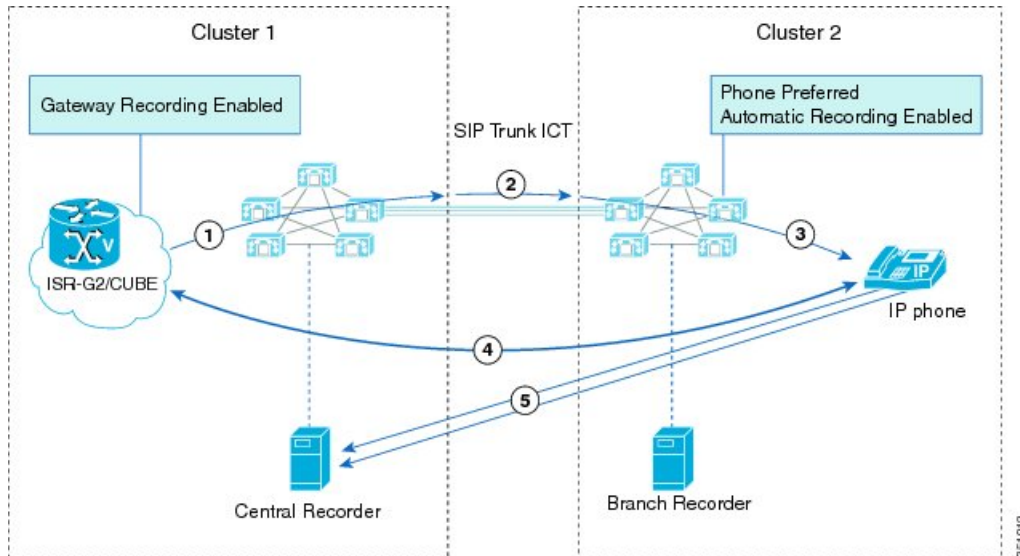 Cluster 1
Cluster 2
Gateway Recording Enabled
Phone Preferred
Automatic Recording Enabled
SIP Trunk ICT
1
2
3
V
ISR-G2/CUBE
IP
IP phone
4
5
Central Recorder
Branch Recorder